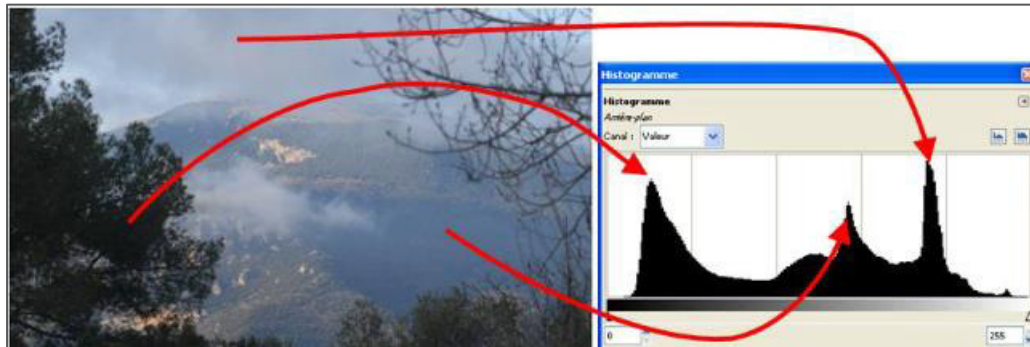 Histogramme
Histogramme
Arrière-plan
Canal : Valeur
0
255